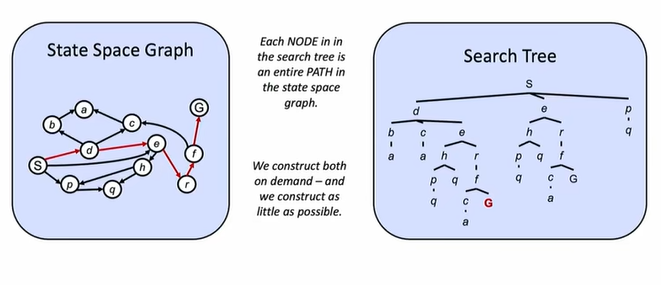 State Space Graph
a
G
b
c
d
e
f
S
h
p
q
r
Each NODE in in
the search tree is
an entire PATH in
the state space
graph.
We construct both
on demand – and
we construct as
little as possible.
Search Tree
S
d e p
b c e h r q
a a h r p q f
p q f q c G
q c G a
a